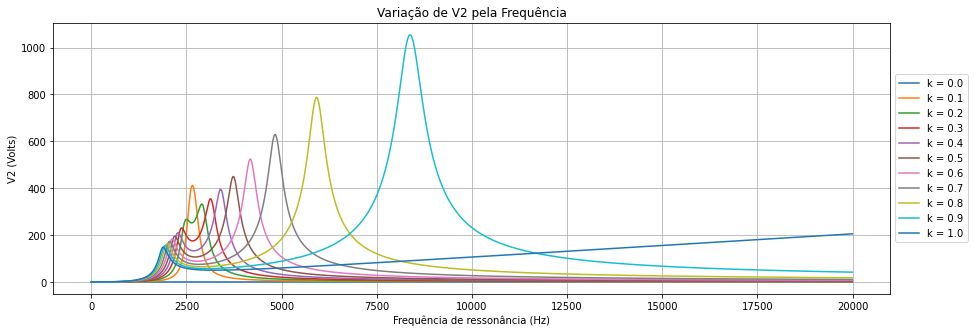 Variação de V2 pela Frequência
V2 (Volts)
1000
800
600
400
200
0
0
2500
5000
7500
10000
12500
15000
17500
20000
Frequência de ressonância (Hz)
k = 0.0
k = 0.1
k = 0.2
k = 0.3
k = 0.4
k = 0.5
k = 0.6
k = 0.7
k = 0.8
k = 0.9
k = 1.0